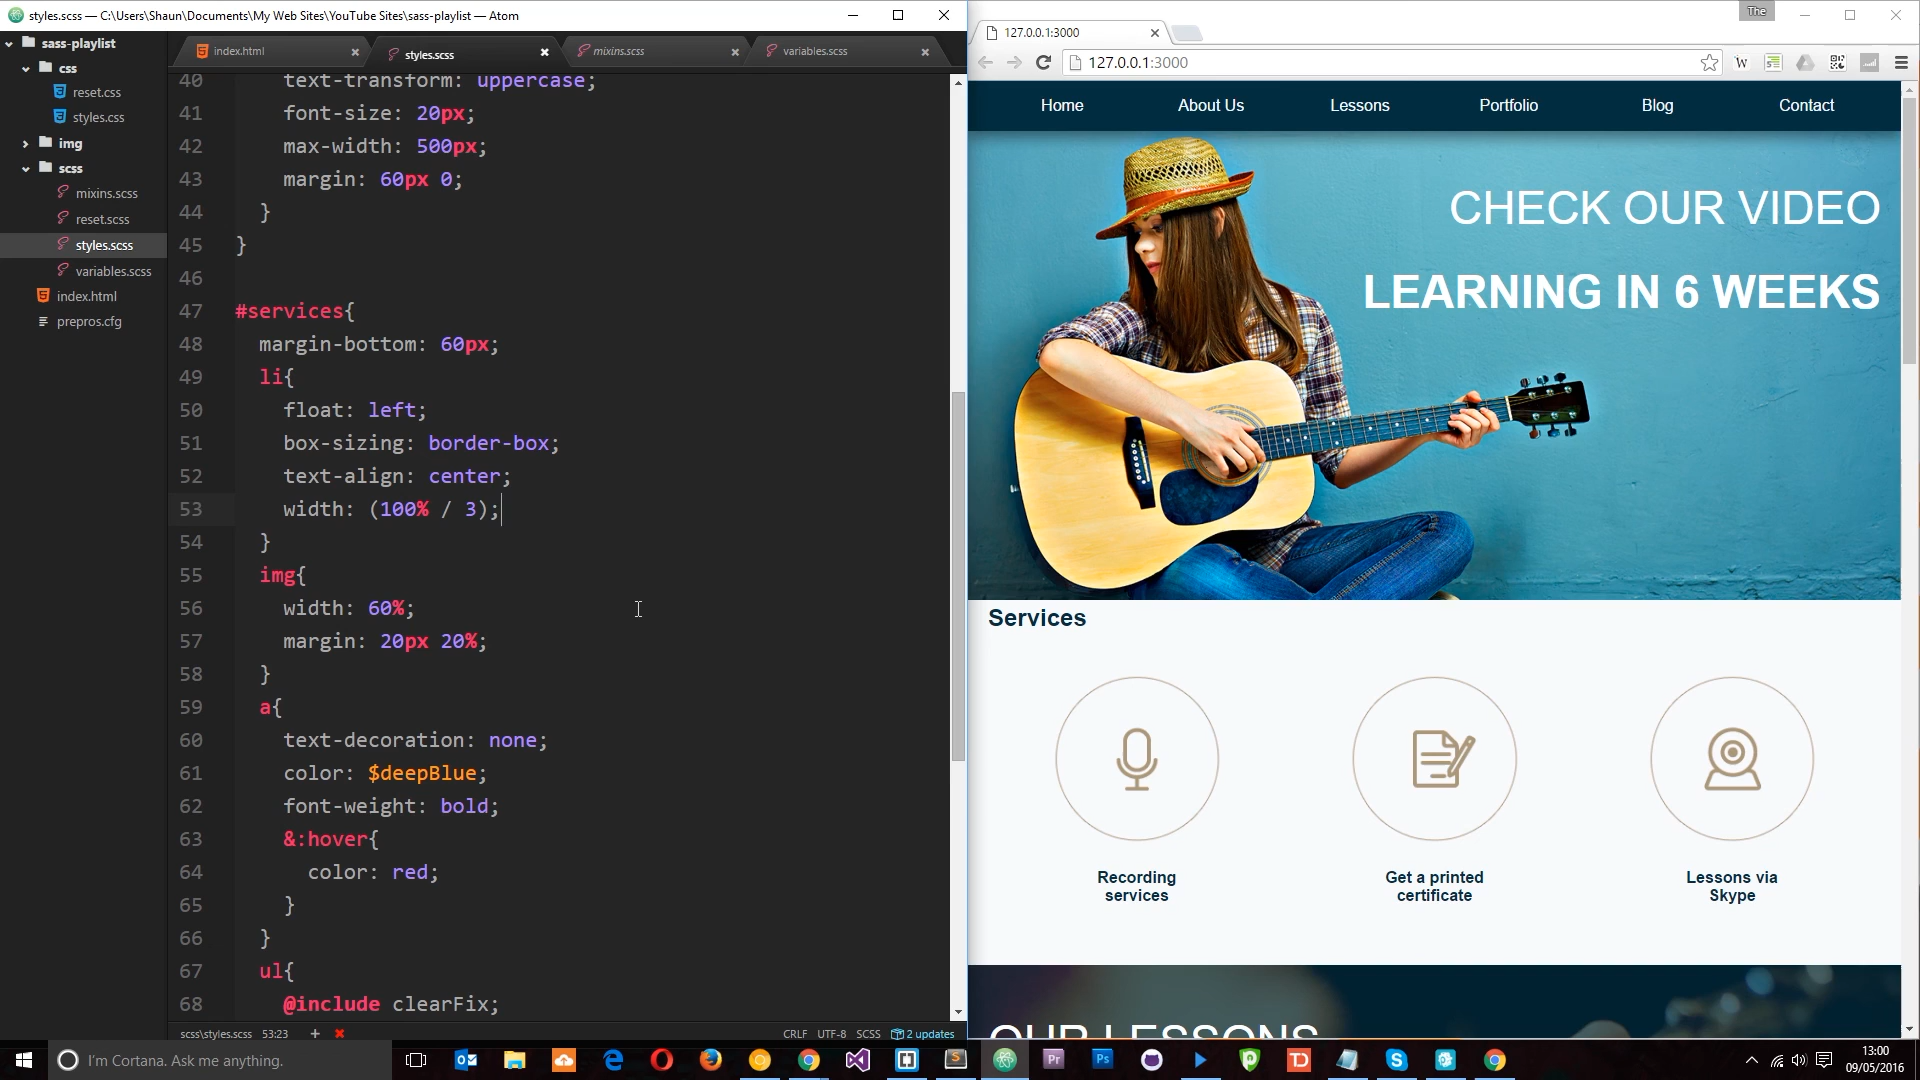 styles.scss — C:\Users\Shaun\Documents\My Web Sites\YouTube Sites\sass-playlist — Atom
sass-playlist
css
reset.css
styles.css
img
scss
mixins.scss
reset.scss
styles.scss
variables.scss
index.html
prepros.cfg
index.html
styles.scss
mixins.scss
variables.scss
40 text-transform: uppercase;
41 font-size: 20px;
42 max-width: 500px;
43 margin: 60px 0;
44 }
45 }
46
47 #services{
48 margin-bottom: 60px;
49 li{
50 float: left;
51 box-sizing: border-box;
52 text-align: center;
53 width: (100% / 3);
54 }
55 img{
56 width: 60%;
57 margin: 20px 20%;
58 }
59 a{
60 text-decoration: none;
61 color: $deepBlue;
62 font-weight: bold;
63 &:hover{
64 color: red;
65 }
66 }
67 ul{
68 @include clearFix;
scss\styles.scss 53:23
CRLF UTF-8 SCSS 2 updates
The
127.0.0.1:3000
127.0.0.1:3000
Home About Us Lessons Portfolio Blog Contact
CHECK OUR VIDEO
LEARNING IN 6 WEEKS
Services
Recording
services
Get a printed
certificate
Lessons via
Skype
OUR LESSONS
I'm Cortana. Ask me anything.
13:00
09/05/2016